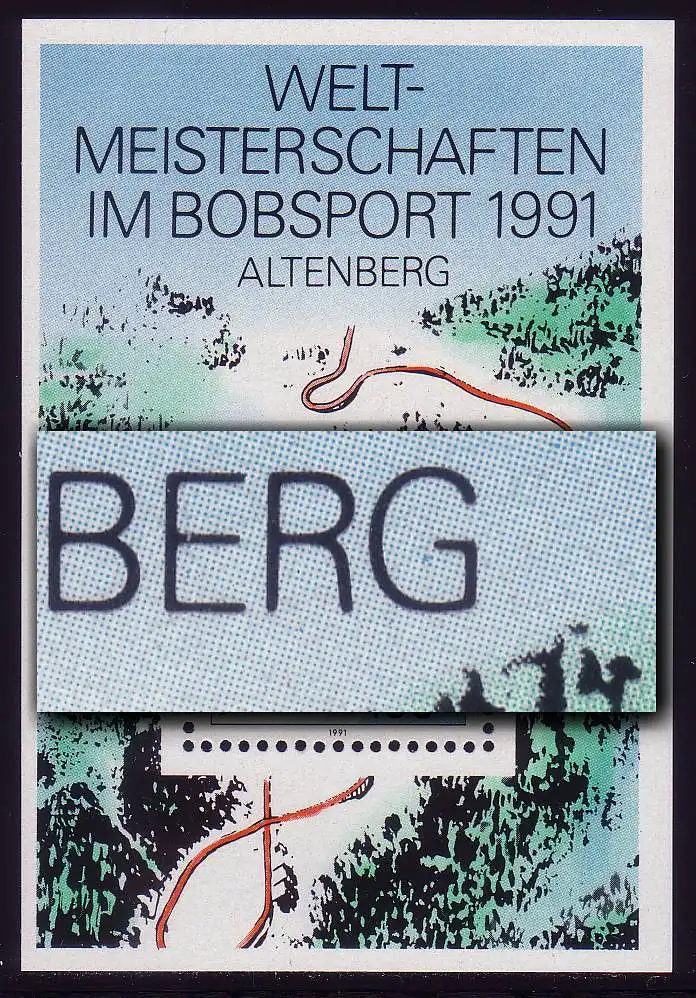 WELT-
MEISTERSCHAFTEN
IM BOBSPORT 1991
ALTENBERG
BERG
1991